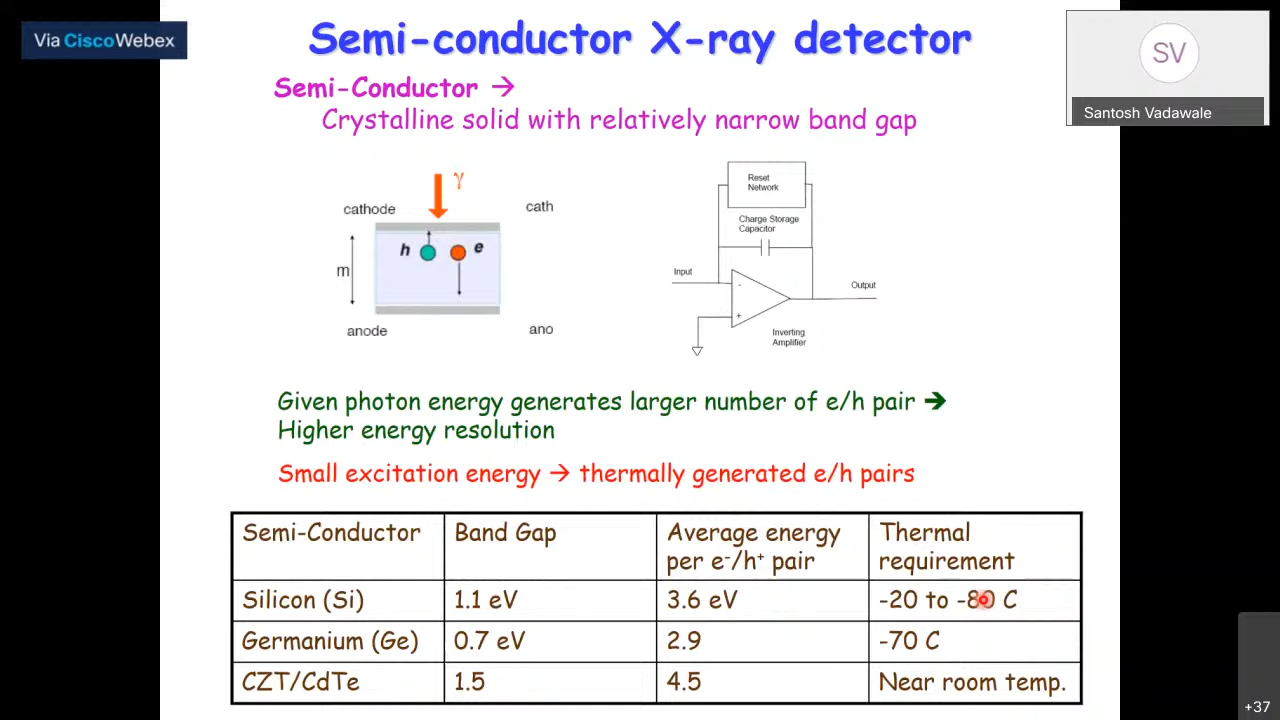 Via Cisco Webex
Semi-conductor X-ray detector
SV
Santosh Vadawale
Semi-Conductor →
Crystalline solid with relatively narrow band gap
γ
cathode
cath
h
e
m
anode
ano
Reset
Network
Charge Storage
Capacitor
Input
-
+
Output
Inverting
Amplifier
Given photon energy generates larger number of e/h pair →
Higher energy resolution
Small excitation energy → thermally generated e/h pairs
Semi-Conductor Band Gap Average energy per e⁻/h⁺ pair Thermal requirement
Silicon (Si) 1.1 eV 3.6 eV -20 to -80 C
Germanium (Ge) 0.7 eV 2.9 -70 C
CZT/CdTe 1.5 4.5 Near room temp.
+37